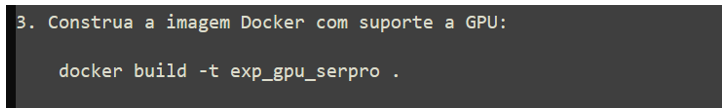 3. Construa a imagem Docker com suporte a GPU:
docker build -t exp_gpu_serpro .